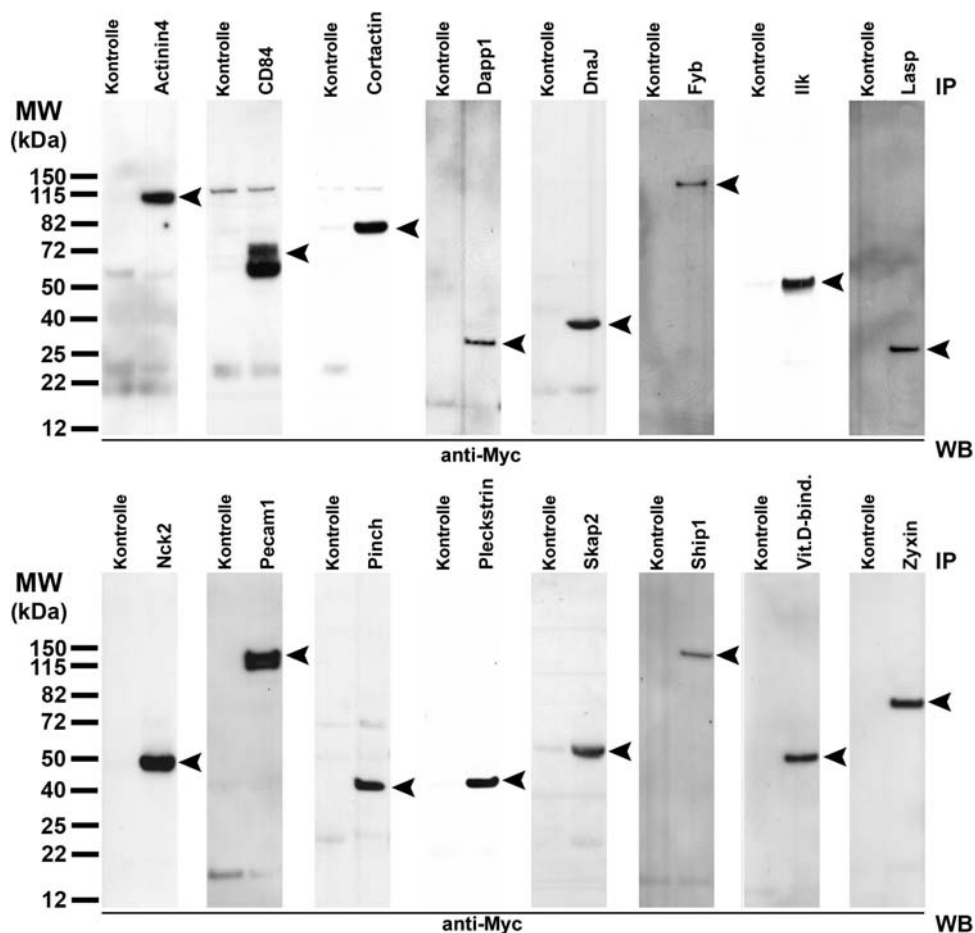 Kontrolle Actinin4 Kontrolle CD84 Kontrolle Cortactin Kontrolle Dapp1 Kontrolle DnaJ Kontrolle Fyb Kontrolle Ilk Kontrolle Lasp IP
MW
(kDa)
150
115
82
72
50
40
25
22
12
anti-Myc WB
Kontrolle Nck2 Kontrolle Pecam1 Kontrolle Pinch Kontrolle Pleckstrin Kontrolle Skap2 Kontrolle Ship1 Kontrolle Vit.D-bind. Kontrolle Zyxin IP
MW
(kDa)
150
115
82
72
50
40
25
22
12
anti-Myc WB